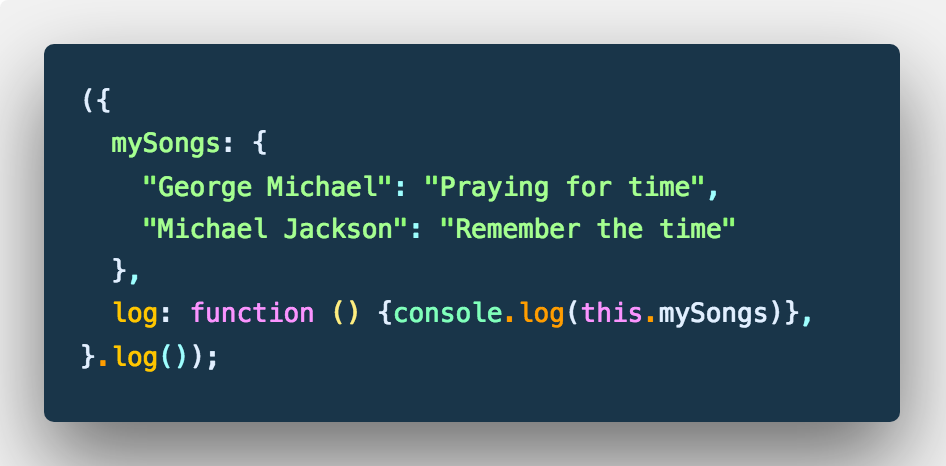 ({
  mySongs: {
    "George Michael": "Praying for time",
    "Michael Jackson": "Remember the time"
  },
  log: function () {console.log(this.mySongs)},
}.log());